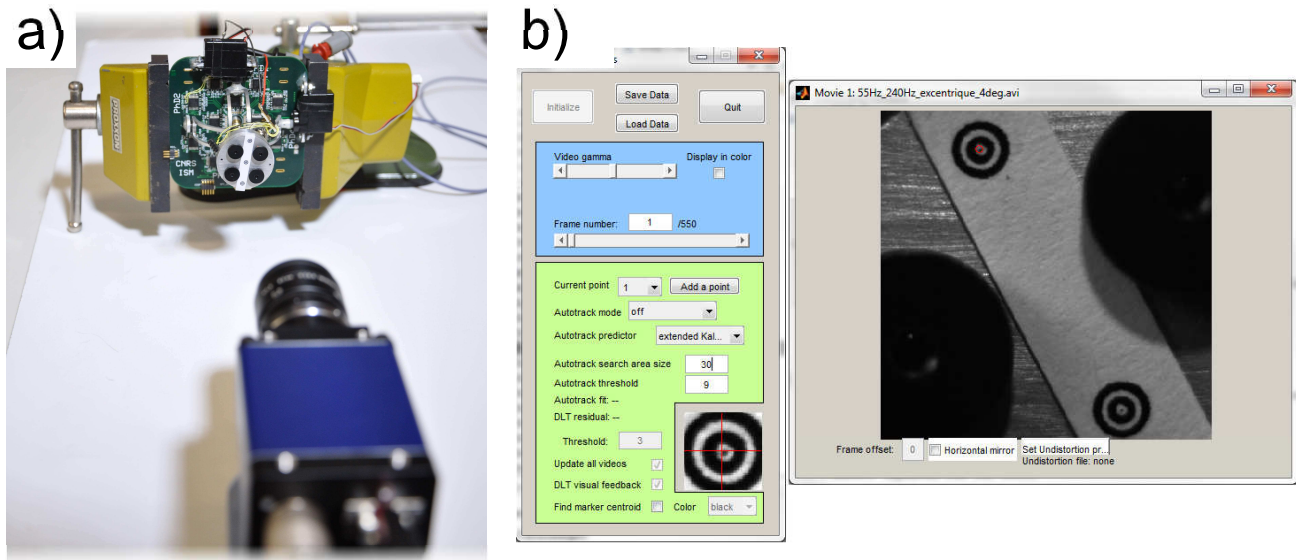 a)
PROXXON
PhD2
CNRS
ISM
b)
s
Initialize
Save Data
Load Data
Quit
Video gamma
Display in color
Frame number:
1
/550
Current point
1
Add a point
Autotrack mode
off
Autotrack predictor
extended Kal...
Autotrack search area size
30
Autotrack threshold
9
Autotrack fit: --
DLT residual: --
Threshold:
3
Update all videos
DLT visual feedback
Find marker centroid
Color
black
Movie 1: 55Hz_240Hz_excentrique_4deg.avi
Frame offset:
0
Horizontal mirror
Set Undistortion pr...
Undistortion file: none